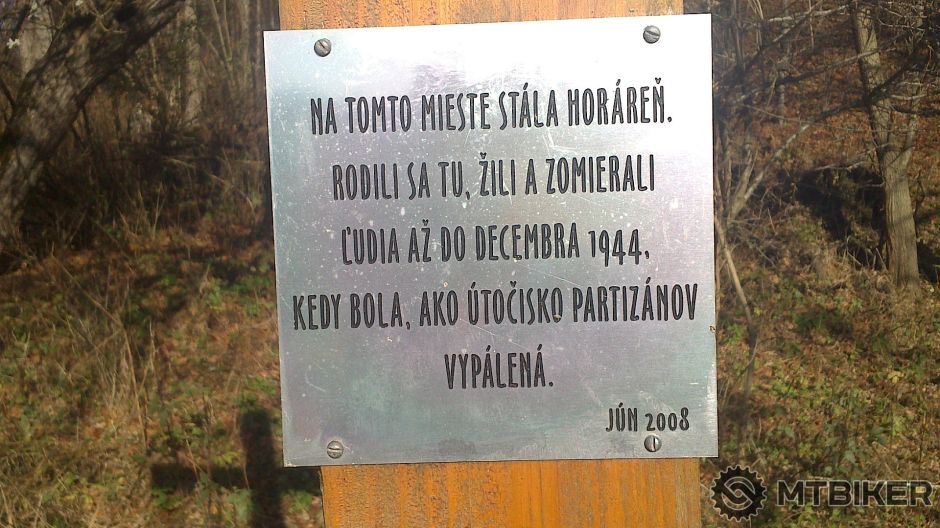 NA TOMTO MIESTE STÁLA HORÁREŇ.
RODILI SA TU, ŽILI A ZOMIERALI
ĽUDIA AŽ DO DECEMBRA 1944,
KEDY BOLA, AKO ÚTOČISKO PARTIZÁNOV
VYPÁLENÁ.
JÚN 2008
MTBIKER